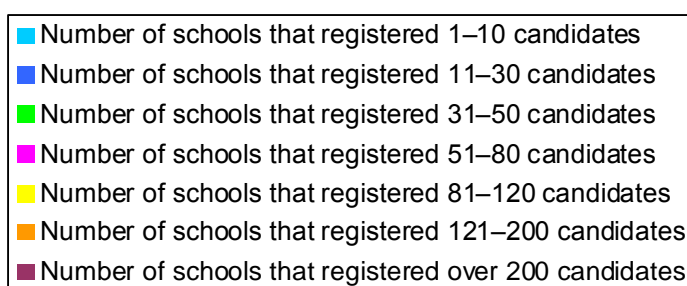 Number of schools that registered 1–10 candidates
Number of schools that registered 11–30 candidates
Number of schools that registered 31–50 candidates
Number of schools that registered 51–80 candidates
Number of schools that registered 81–120 candidates
Number of schools that registered 121–200 candidates
Number of schools that registered over 200 candidates